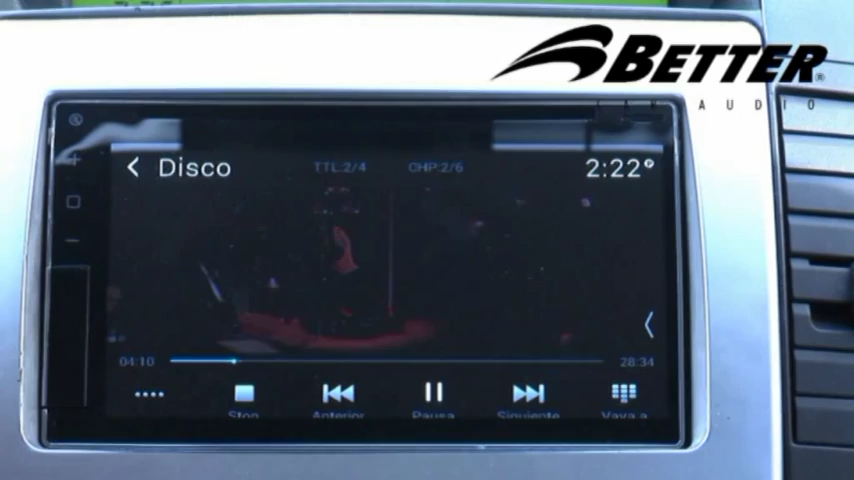 BETTER®
AUDIO
Disco
TTL:2/4
CHP:2/6
2:22P
04:10
28:34
Stop
Anterior
Pausa
Siguiente
Vaya a